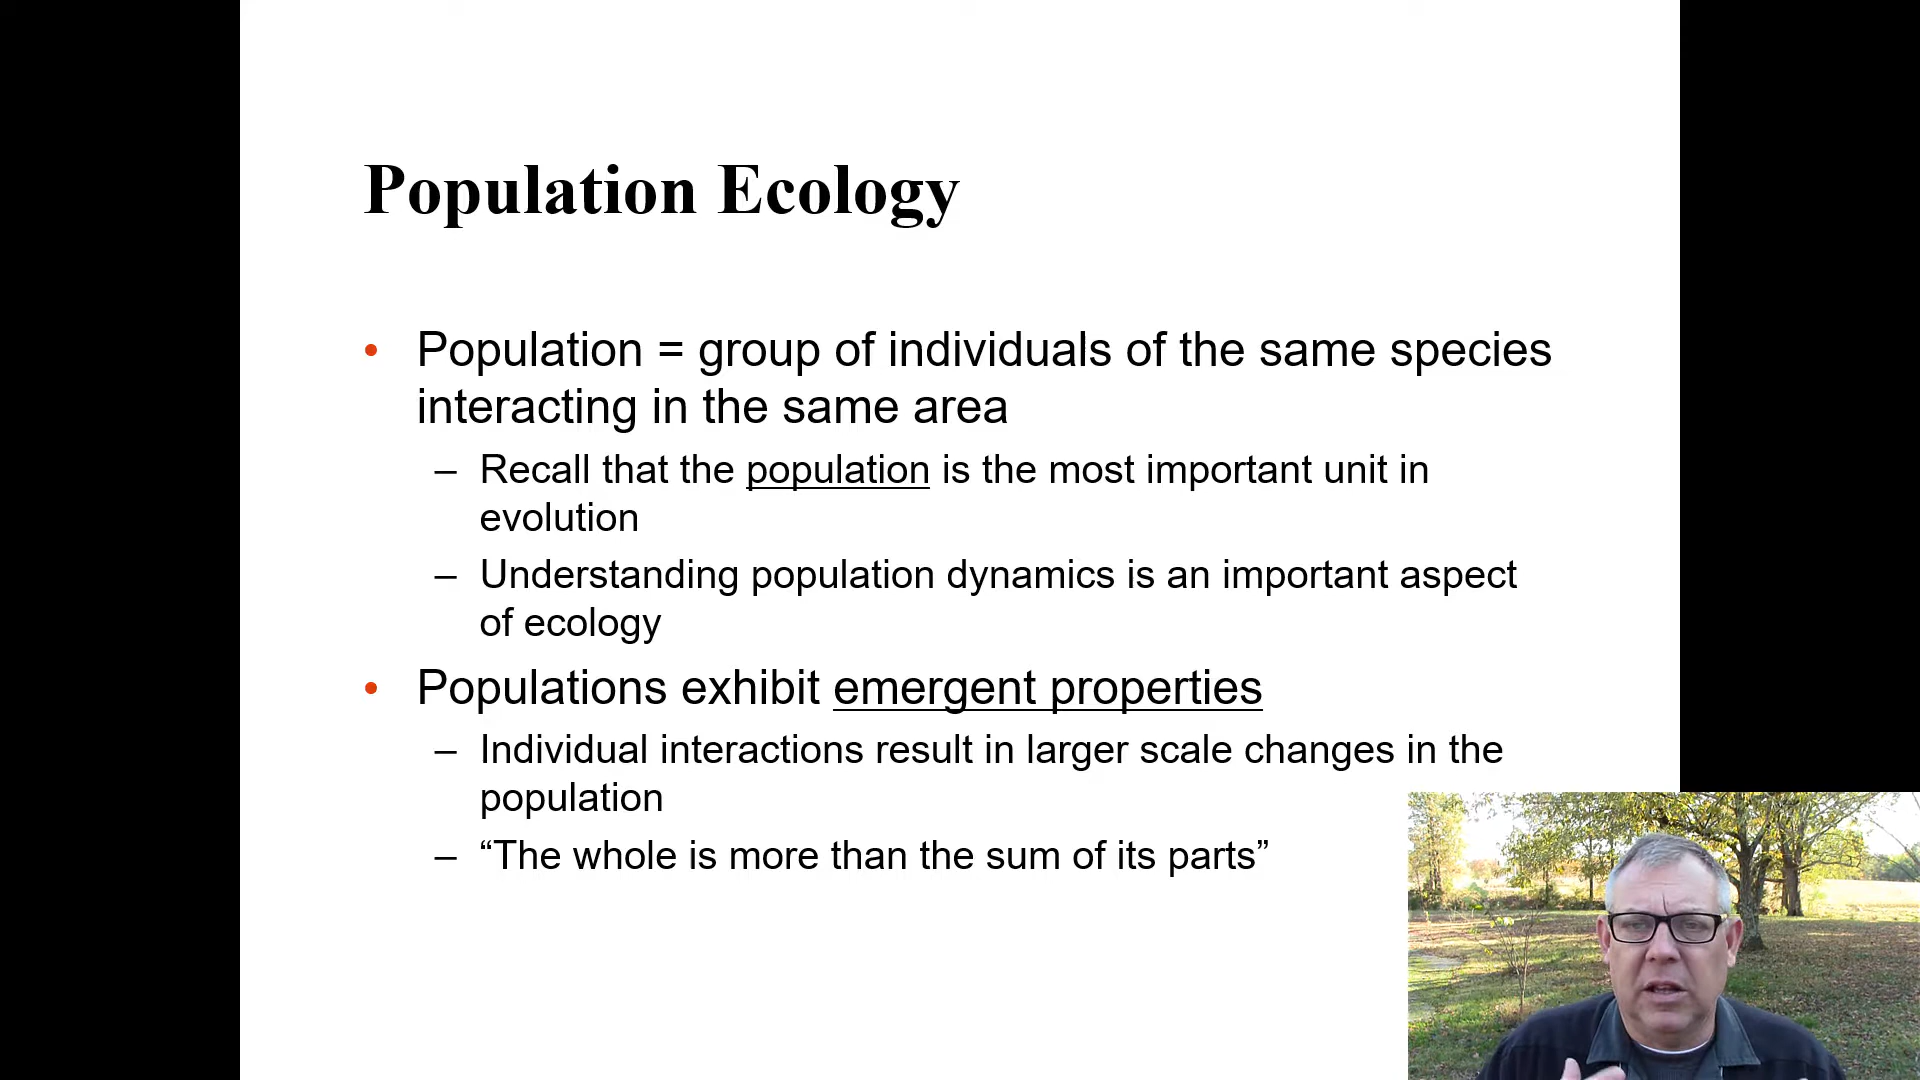 Population Ecology
• Population = group of individuals of the same species
interacting in the same area
– Recall that the population is the most important unit in
evolution
– Understanding population dynamics is an important aspect
of ecology
• Populations exhibit emergent properties
– Individual interactions result in larger scale changes in the
population
– “The whole is more than the sum of its parts”